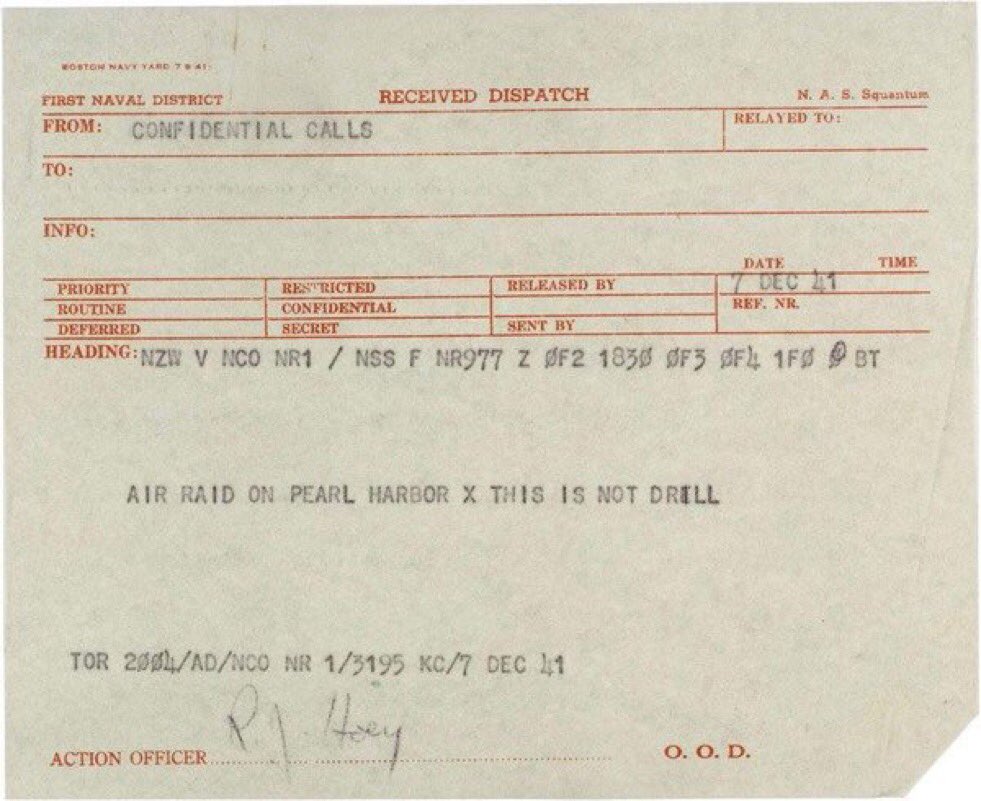 BOSTON NAVY YARD 7 8 41-
FIRST NAVAL DISTRICT RECEIVED DISPATCH N. A. S. Squantum
FROM: CONFIDENTIAL CALLS RELAYED TO:
TO:
INFO:
DATE TIME
PRIORITY RESTRICTED RELEASED BY 7 DEC 41
ROUTINE CONFIDENTIAL REF. NR.
DEFERRED SECRET SENT BY
HEADING: NZW V NCO NR1 / NSS F NR977 Z ØF2 183Ø ØF3 ØF4 1FØ Ø BT
AIR RAID ON PEARL HARBOR X THIS IS NOT DRILL
TOR 2ØØ4/AD/NCO NR 1/3195 KC/7 DEC 41
R. J. Hoey
ACTION OFFICER O. O. D.